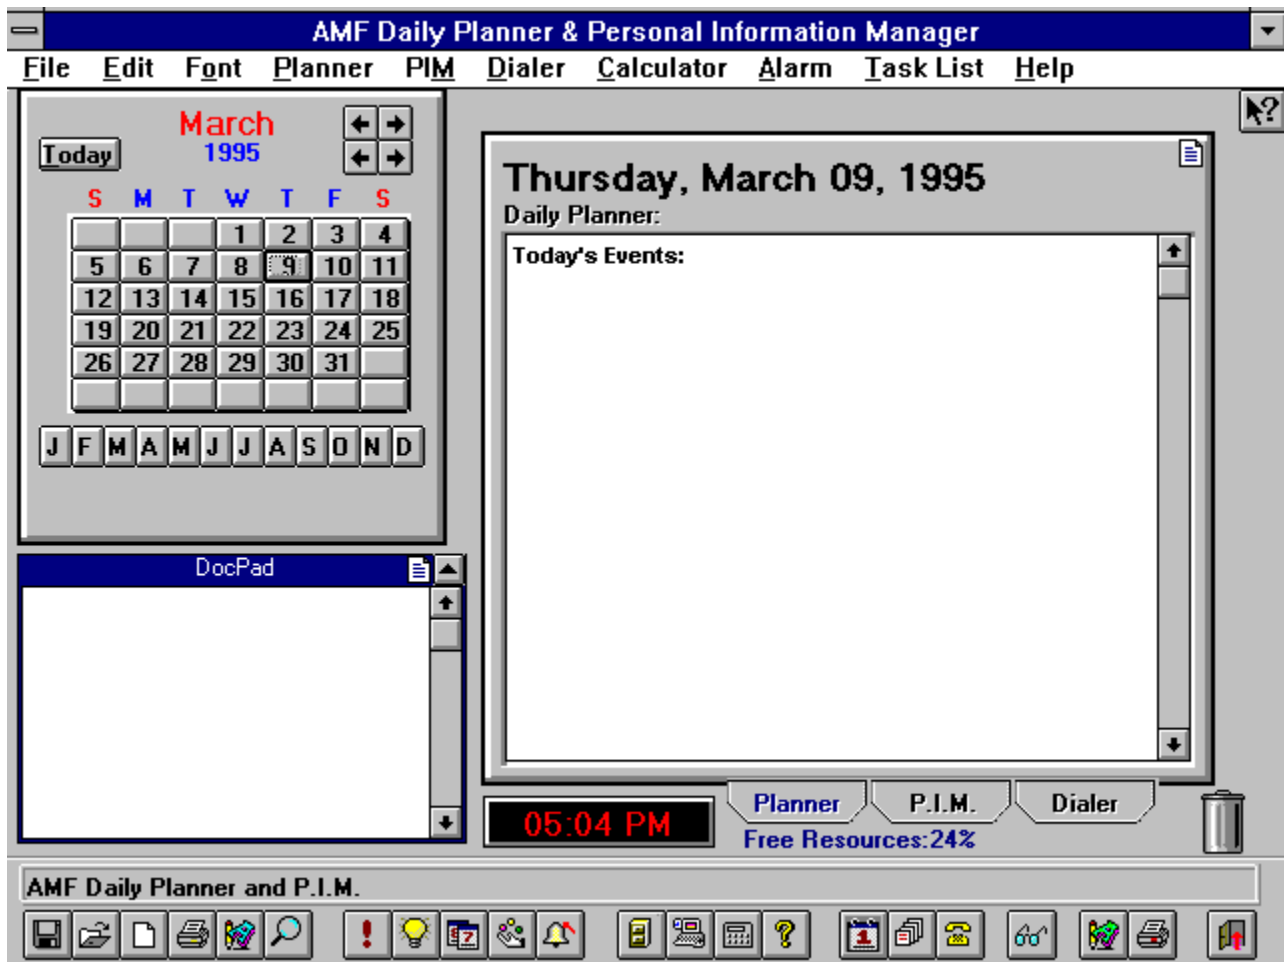 AMF Daily Planner & Personal Information Manager
File Edit Font Planner PIM Dialer Calculator Alarm Task List Help
March
Today 1995
S M T W T F S
1 2 3 4
5 6 7 8 9 10 11
12 13 14 15 16 17 18
19 20 21 22 23 24 25
26 27 28 29 30 31
J F M A M J J A S O N D
DocPad
Thursday, March 09, 1995
Daily Planner:
Today's Events:
Planner P.I.M. Dialer
05:04 PM
Free Resources:24%
AMF Daily Planner and P.I.M.